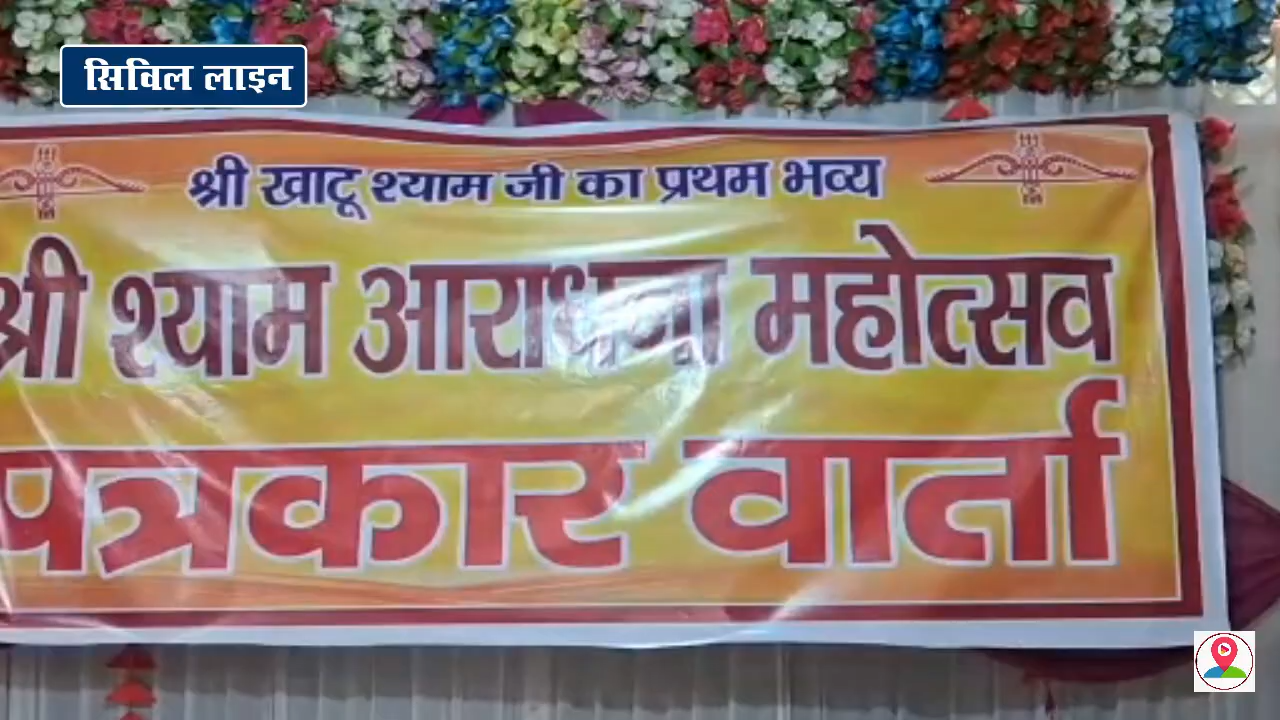 सिविल लाइन
श्री खाटू श्याम जी का प्रथम भव्य
श्री श्याम आराधना महोत्सव
पत्रकार वार्ता